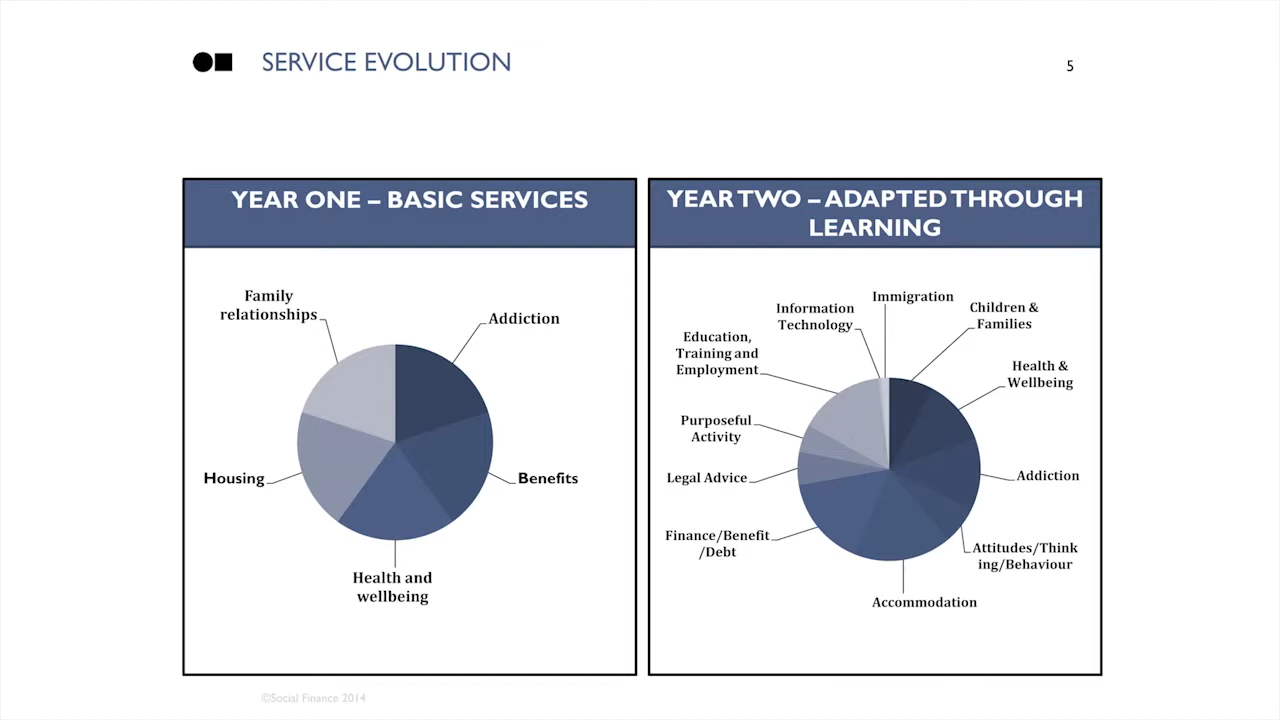 SERVICE EVOLUTION
5
YEAR ONE – BASIC SERVICES
Family
relationships
Addiction
Housing
Benefits
Health and
wellbeing
YEAR TWO – ADAPTED THROUGH
LEARNING
Immigration
Information
Technology
Children &
Families
Education,
Training and
Employment
Health &
Wellbeing
Purposeful
Activity
Legal Advice
Addiction
Finance/Benefit
/Debt
Attitudes/Think
ing/Behaviour
Accommodation
©Social Finance 2014